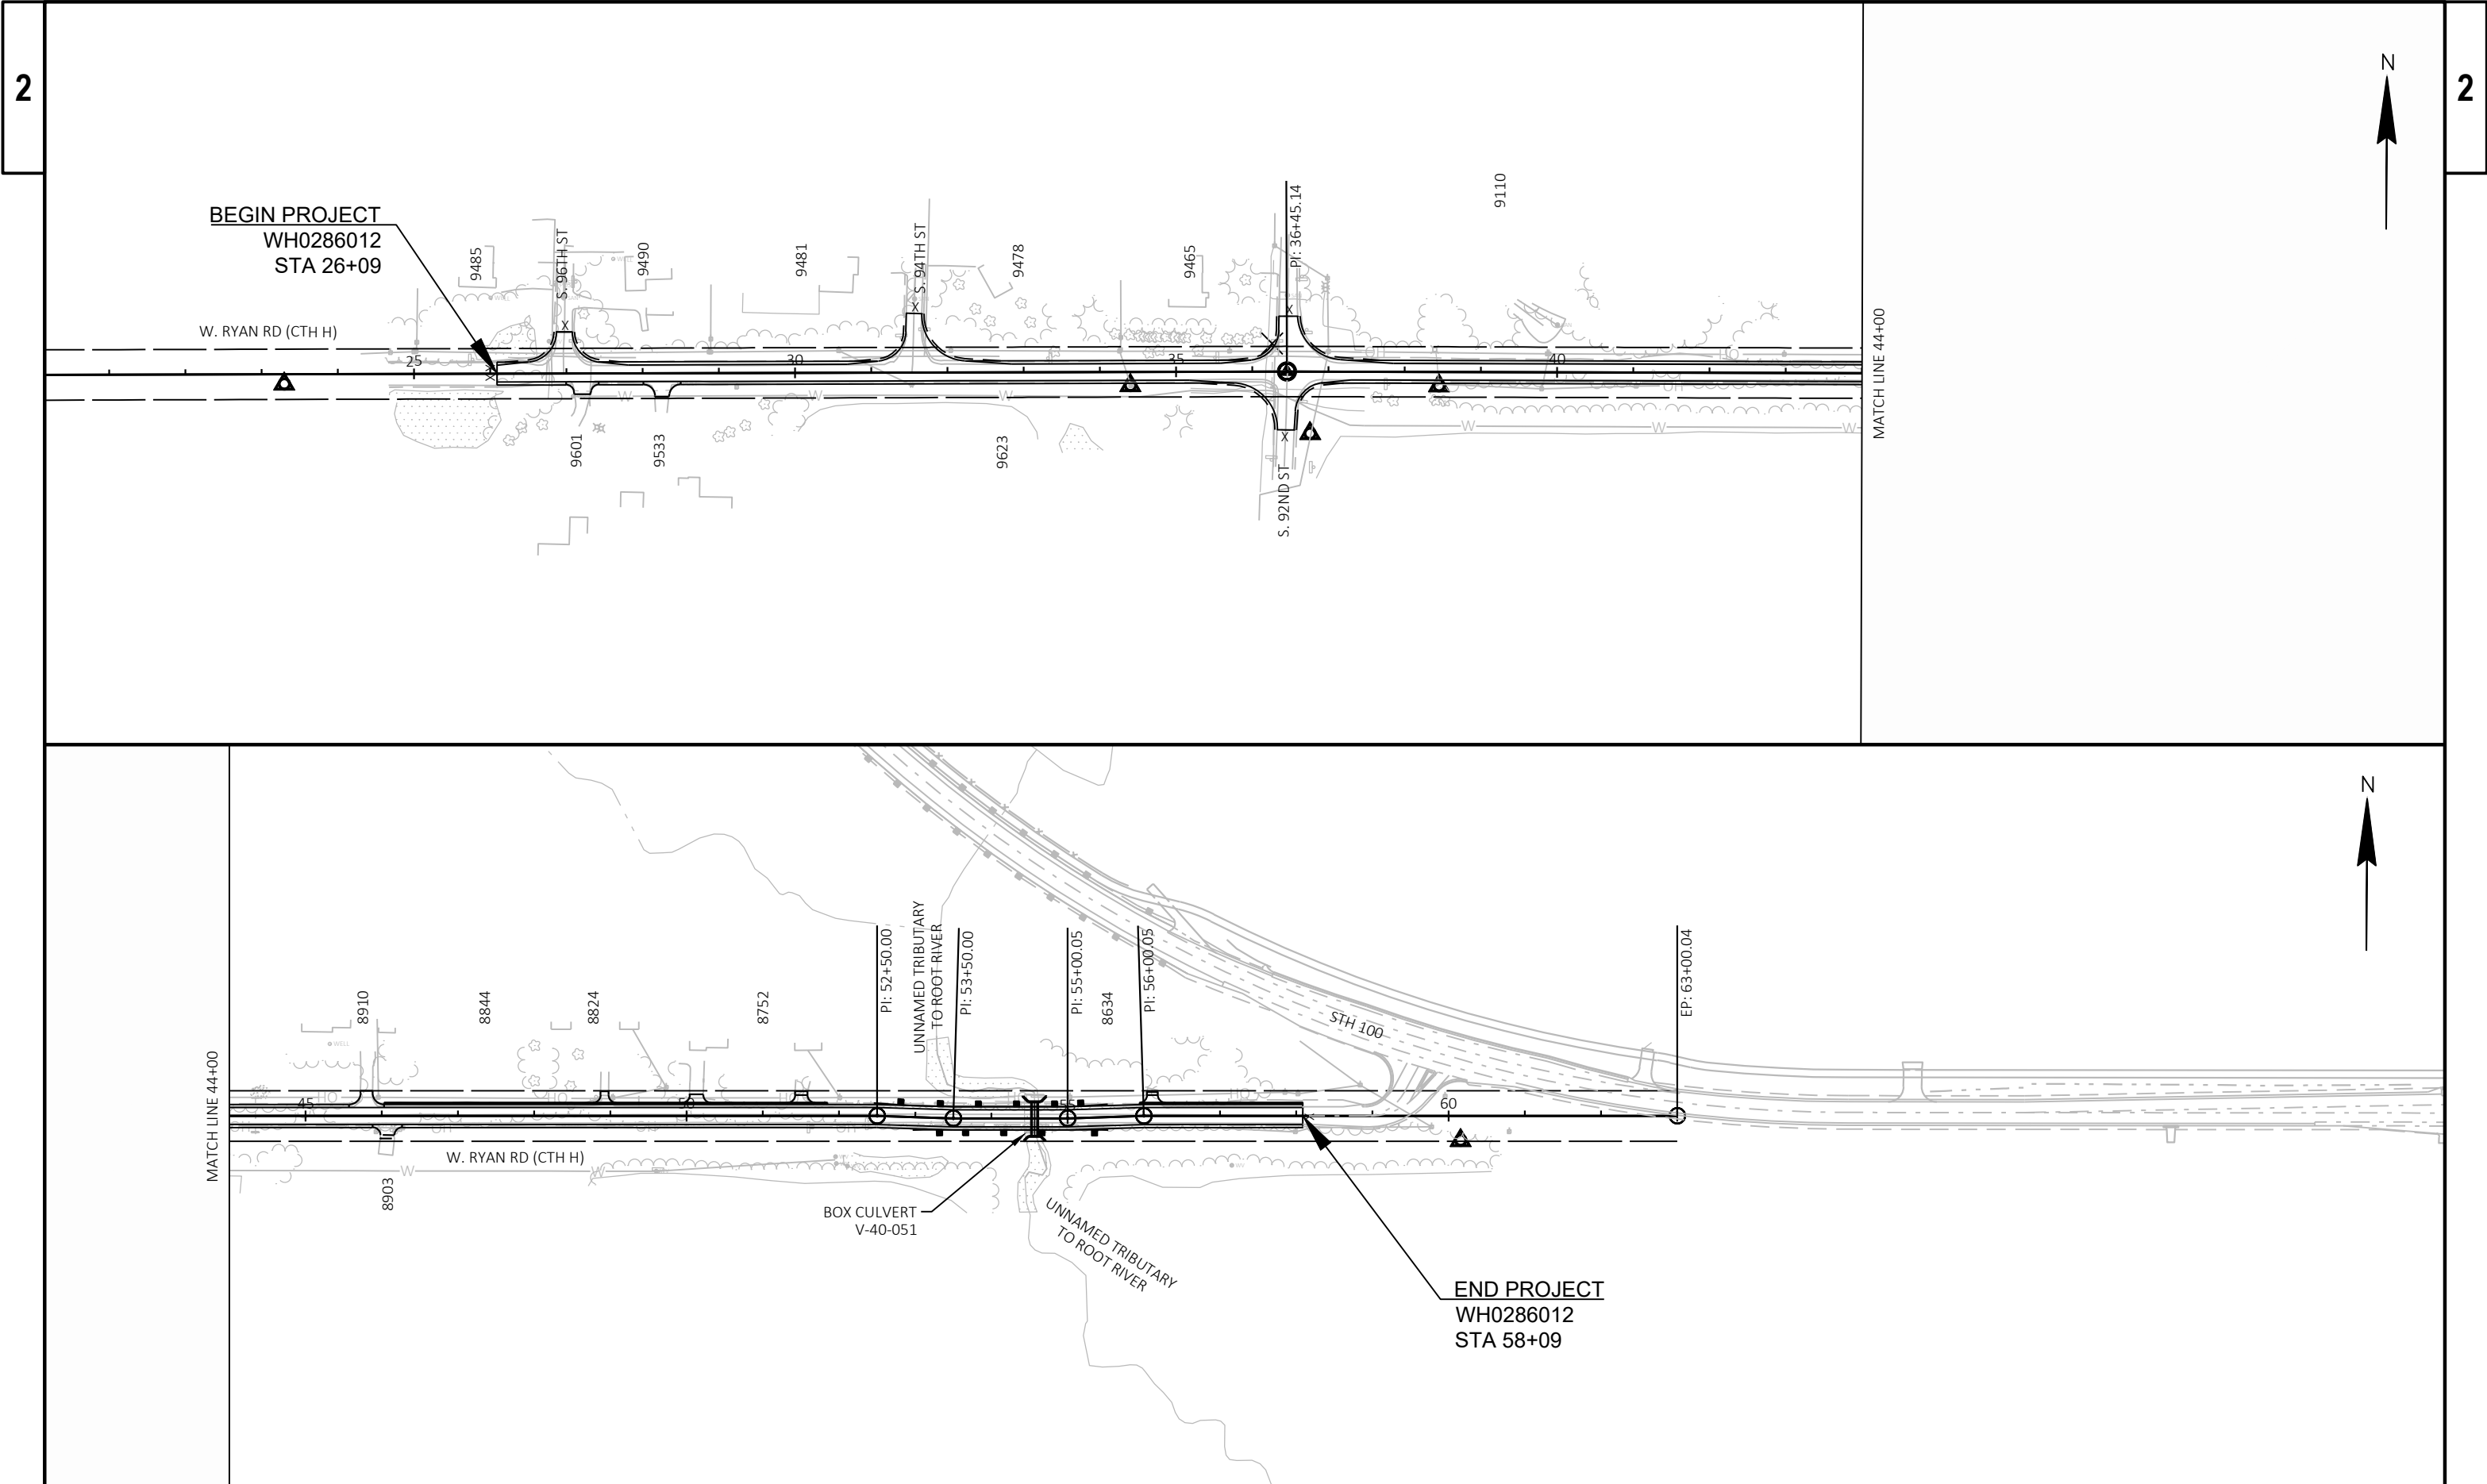 2
2
N
BEGIN PROJECT
WH0286012
STA 26+09
W. RYAN RD (CTH H)
9485
S. 96TH ST
9490
9481
S. 94TH ST
9478
9465
PI: 36+45.14
9110
25
30
35
40
MATCH LINE 44+00
9601
9533
9623
S. 92ND ST
W
W
W
W
W
W
WELL
N
MATCH LINE 44+00
8910
8844
8824
8752
PI: 52+50.00
UNNAMED TRIBUTARY
TO ROOT RIVER
PI: 53+50.00
PI: 55+00.05
8634
PI: 56+00.05
EP: 63+00.04
STH 100
WELL
45
50
55
60
W. RYAN RD (CTH H)
W
W
8903
BOX CULVERT
V-40-051
UNNAMED TRIBUTARY
TO ROOT RIVER
END PROJECT
WH0286012
STA 58+09